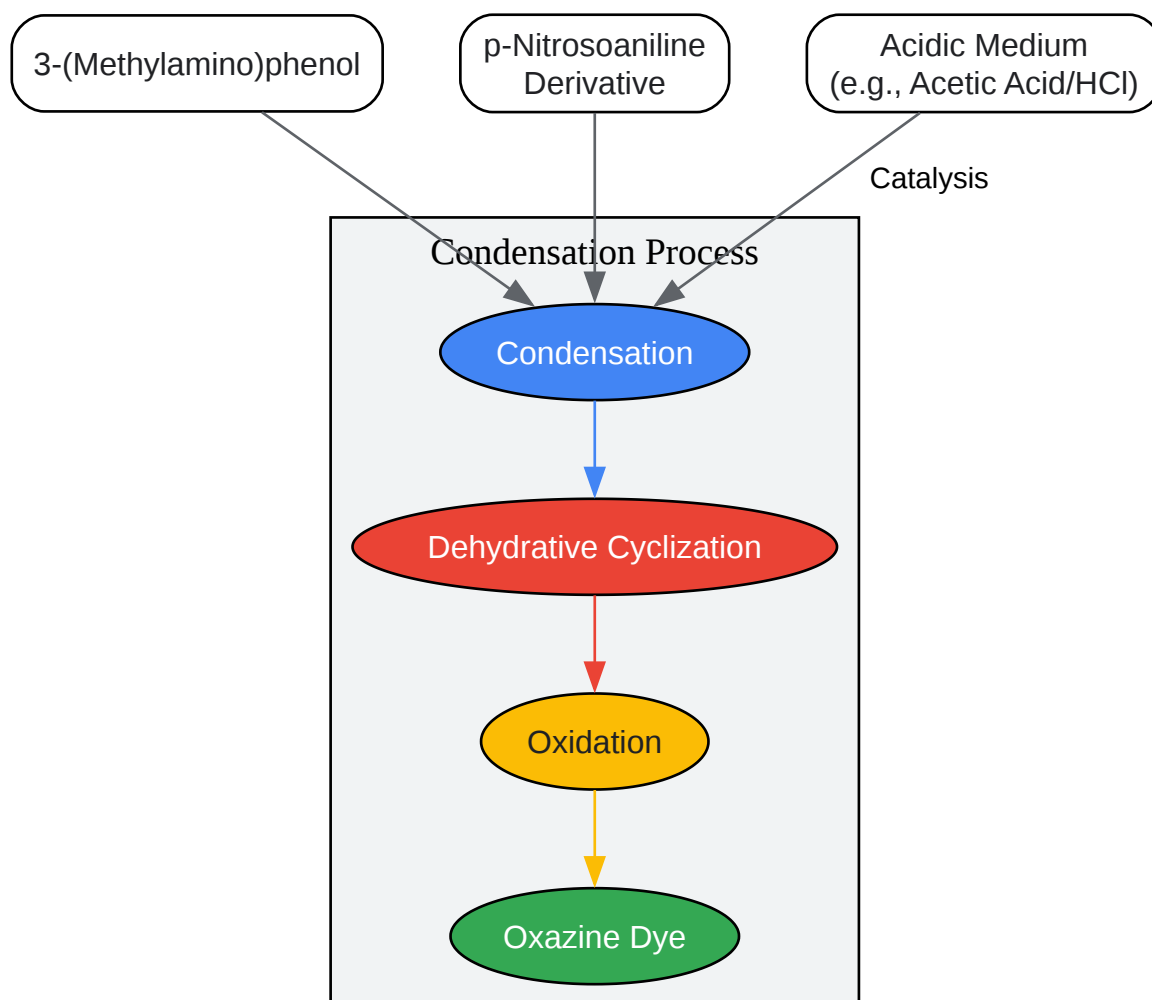 3-(Methylamino)phenol
p-Nitrosoaniline
Derivative
Acidic Medium
(e.g., Acetic Acid/HCl)
Catalysis
Condensation Process
Condensation
Dehydrative Cyclization
Oxidation
Oxazine Dye